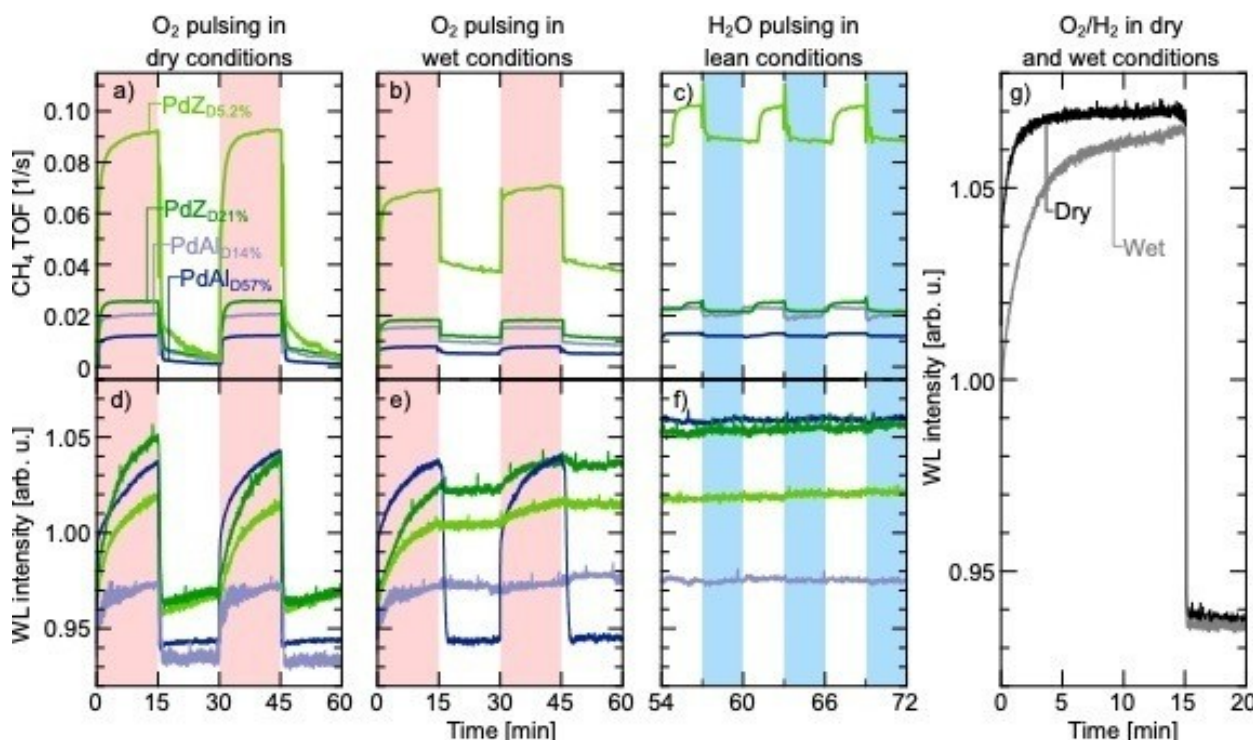 O₂ pulsing in
dry conditions
O₂ pulsing in
wet conditions
H₂O pulsing in
lean conditions
O₂/H₂ in dry
and wet conditions
a)
b)
c)
g)
PdZD5.2%
PdZD21%
PdAlD14%
PdAlD57%
CH₄ TOF [1/s]
0.10
0.08
0.06
0.04
0.02
0
d)
e)
f)
WL intensity [arb. u.]
1.05
1.00
0.95
0 15 30 45 60
Time [min]
0 15 30 45 60
Time [min]
54 60 66 72
Time [min]
WL intensity [arb. u.]
1.05
1.00
0.95
Dry
Wet
0 5 10 15 20
Time [min]